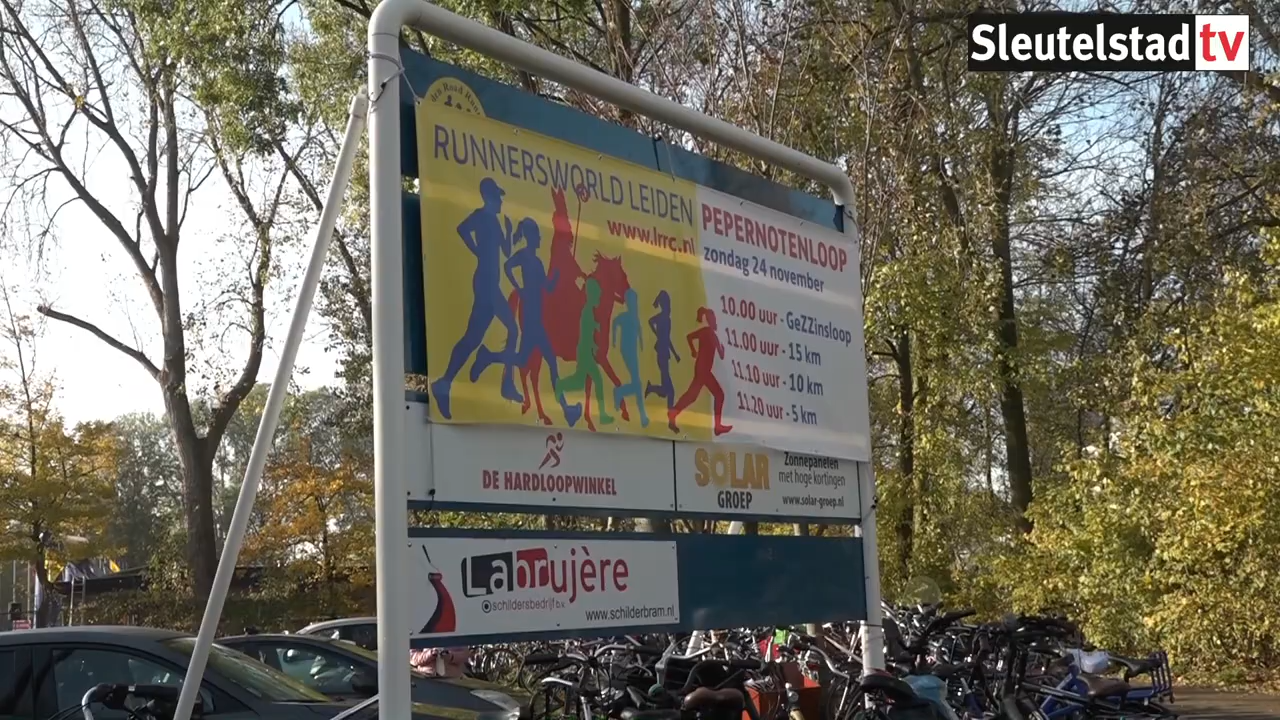 Sleutelstad tv
RUNNERSWORLD LEIDEN
www.lrrc.nl
PEPERNOTENLOOP
zondag 24 november
10.00 uur - GeZZinsloop
11.00 uur - 15 km
11.10 uur - 10 km
11.20 uur - 5 km
DE HARDLOOPWINKEL
SOLAR
GROEP
Zonnepanelen
met hoge kortingen
www.solar-groep.nl
Labrujère
schildersbedrijf b.v.
www.schilderbram.nl